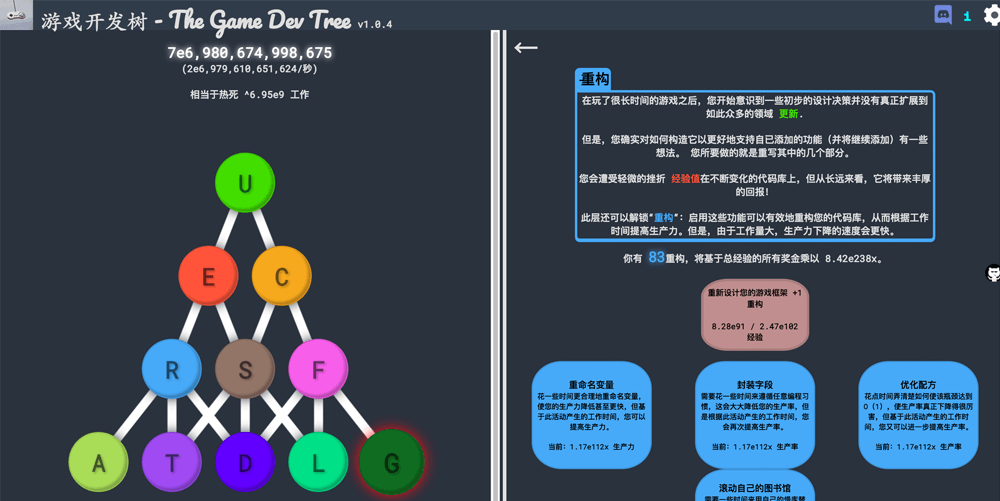 游戏开发树 - The Game Dev Tree v1.0.4
1
7e6,980,674,998,675
(2e6,979,610,651,624/秒)
相当于热死 ^6.95e9 工作
U
E C
R S F
A T D L G
重构
在玩了很长时间的游戏之后，您开始意识到一些初步的设计决策并没有真正扩展到
如此众多的领域 更新.
但是，您确实对如何构造它以更好地支持自己添加的功能（并将继续添加）有一些
想法。 您所要做的就是重写其中的几个部分。
您会遭受轻微的挫折 经验值在不断变化的代码库上，但从长远来看，它将带来丰厚
的回报！
此层还可以解锁“重构”：启用这些功能可以有效地重构您的代码库，从而根据工作
时间提高生产力。但是，由于工作量大，生产力下降的速度会更快。
你有 83重构，将基于总经验的所有奖金乘以 8.42e238x。
重新设计您的游戏框架 +1
重构
8.28e91 / 2.47e102
经验
重命名变量
花一些时间更合理地重命名变量，
使您的生产力降低甚至更快，但基
于此活动产生的工作时间，您可以
提高生产力。
当前: 1.17e112x 生产力
封装字段
需要花一些时间来遵循任意编程习
惯，这会大大降低您的生产率，但
是根据此活动产生的工作时间，您
会再次提高生产率。
当前: 1.17e112x 生产率
优化配方
花点时间弄清楚如何使该瓶颈达到
O（1），使生产率真正下降得很厉
害，但基于此活动产生的工作时
间，您又可以进一步提高生产率。
当前: 1.17e112x 生产率
滚动自己的图书馆